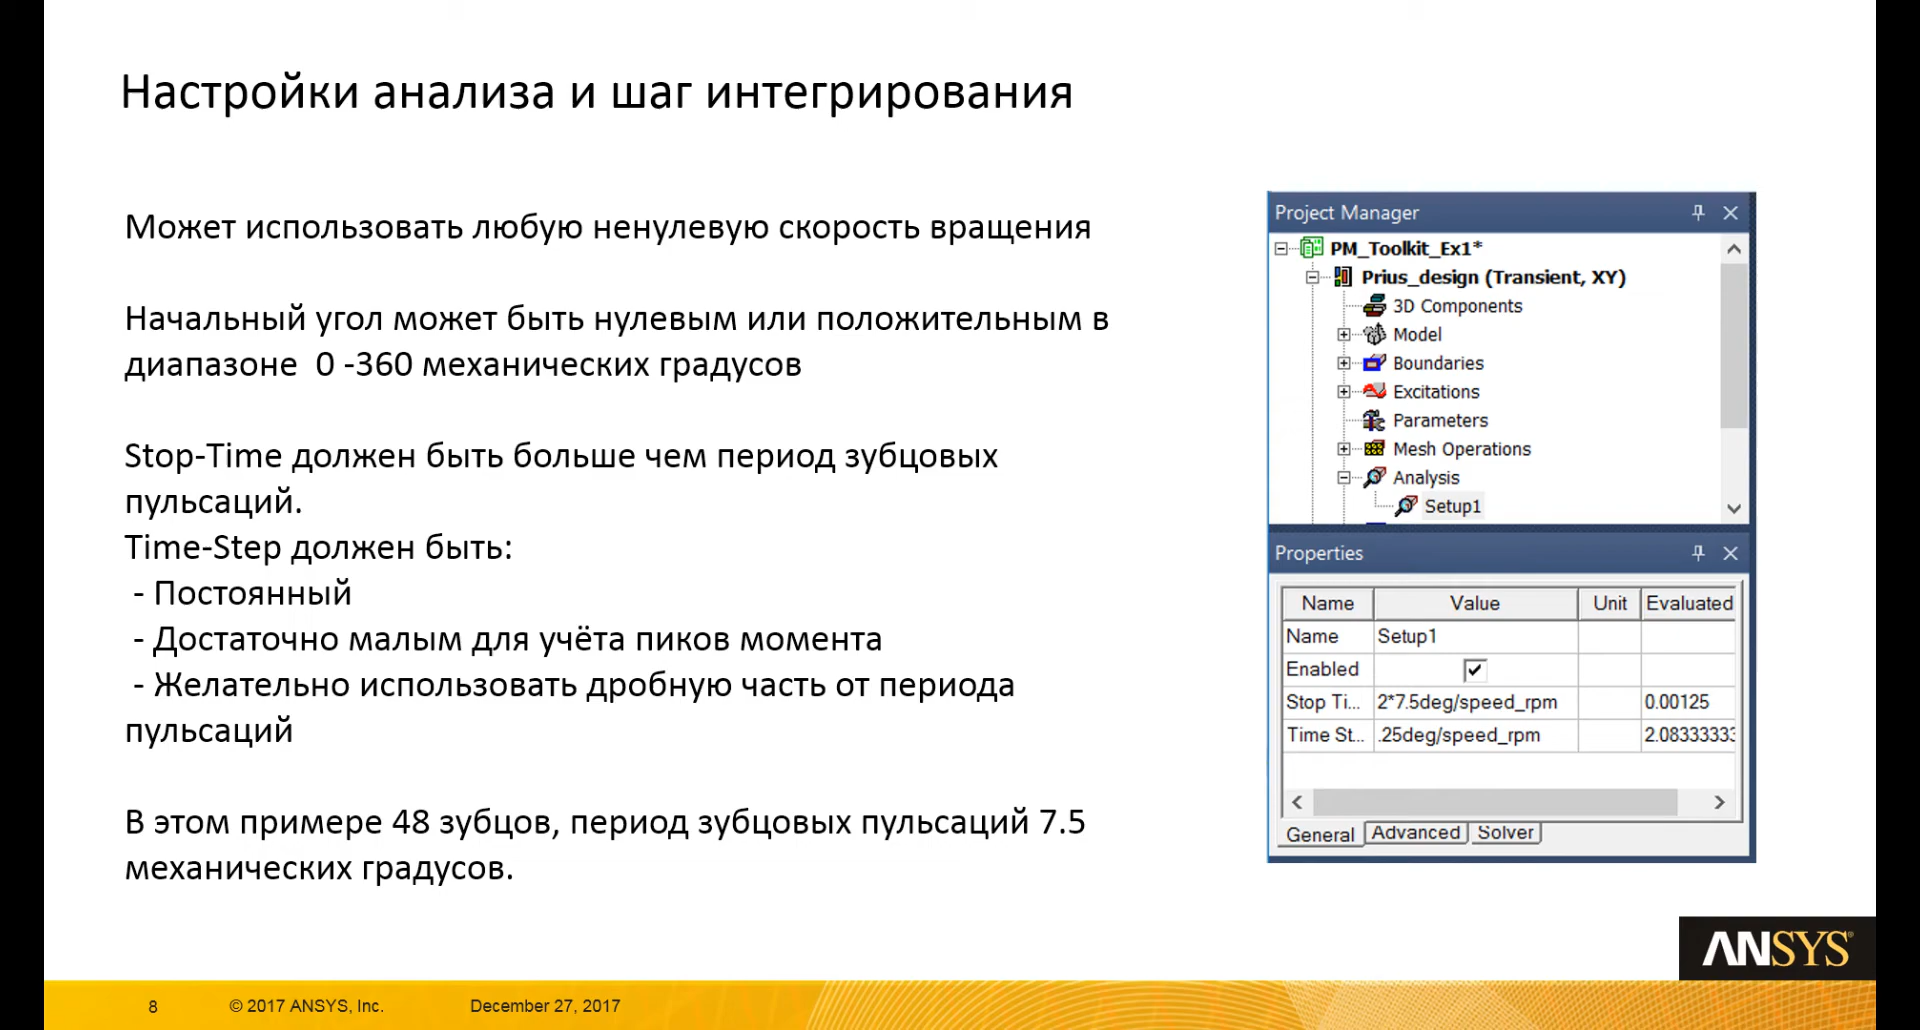 Настройки анализа и шаг интегрирования
Может использовать любую ненулевую скорость вращения
Начальный угол может быть нулевым или положительным в
диапазоне  0 -360 механических градусов
Stop-Time должен быть больше чем период зубцовых
пульсаций.
Time-Step должен быть:
- Постоянный
- Достаточно малым для учёта пиков момента
- Желательно использовать дробную часть от периода
пульсаций
В этом примере 48 зубцов, период зубцовых пульсаций 7.5
механических градусов.
Project Manager
PM_Toolkit_Ex1*
Prius_design (Transient, XY)
3D Components
Model
Boundaries
Excitations
Parameters
Mesh Operations
Analysis
Setup1
Properties
Name Value Unit Evaluated
Name Setup1
Enabled
Stop Ti... 2*7.5deg/speed_rpm 0.00125
Time St... .25deg/speed_rpm 2.08333333
General Advanced Solver
ANSYS®
8 © 2017 ANSYS, Inc. December 27, 2017